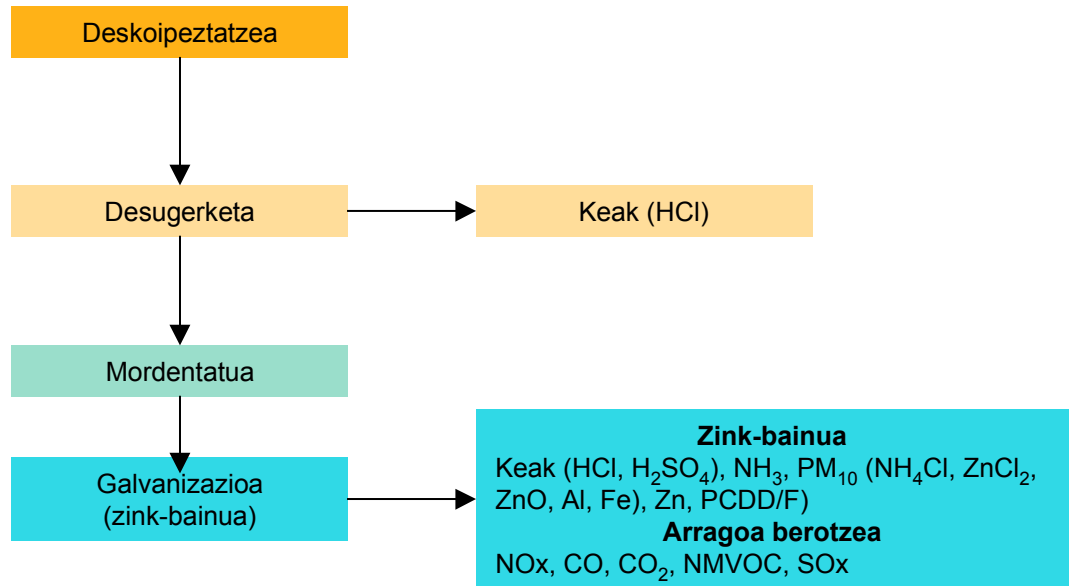 Deskoipeztatzea
Desugerketa
Keak (HCl)
Mordentatua
Galvanizazioa
(zink-bainua)
Zink-bainua
Keak (HCl, H₂SO₄), NH₃, PM₁₀ (NH₄Cl, ZnCl₂,
ZnO, Al, Fe), Zn, PCDD/F)
Arragoa berotzea
NOx, CO, CO₂, NMVOC, SOx